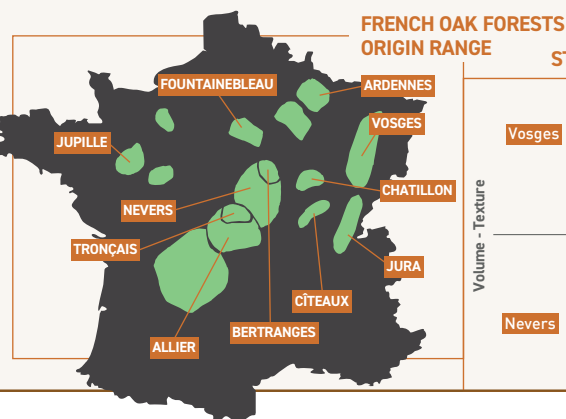 FRENCH OAK FORESTS
ORIGIN RANGE
ST
FOUNTAINEBLEAU
ARDENNES
VOSGES
Vosges
JUPILLE
CHATILLON
NEVERS
Volume - Texture
TRONÇAIS
JURA
CÎTEAUX
Nevers
BERTRANGES
ALLIER